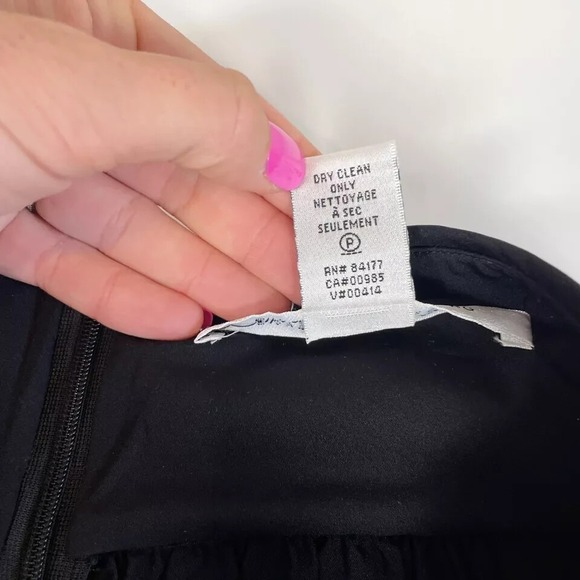 DRY CLEAN
ONLY
NETTOYAGE
À SEC
SEULEMENT
P
RN# 84177
CA#00985
V#00414